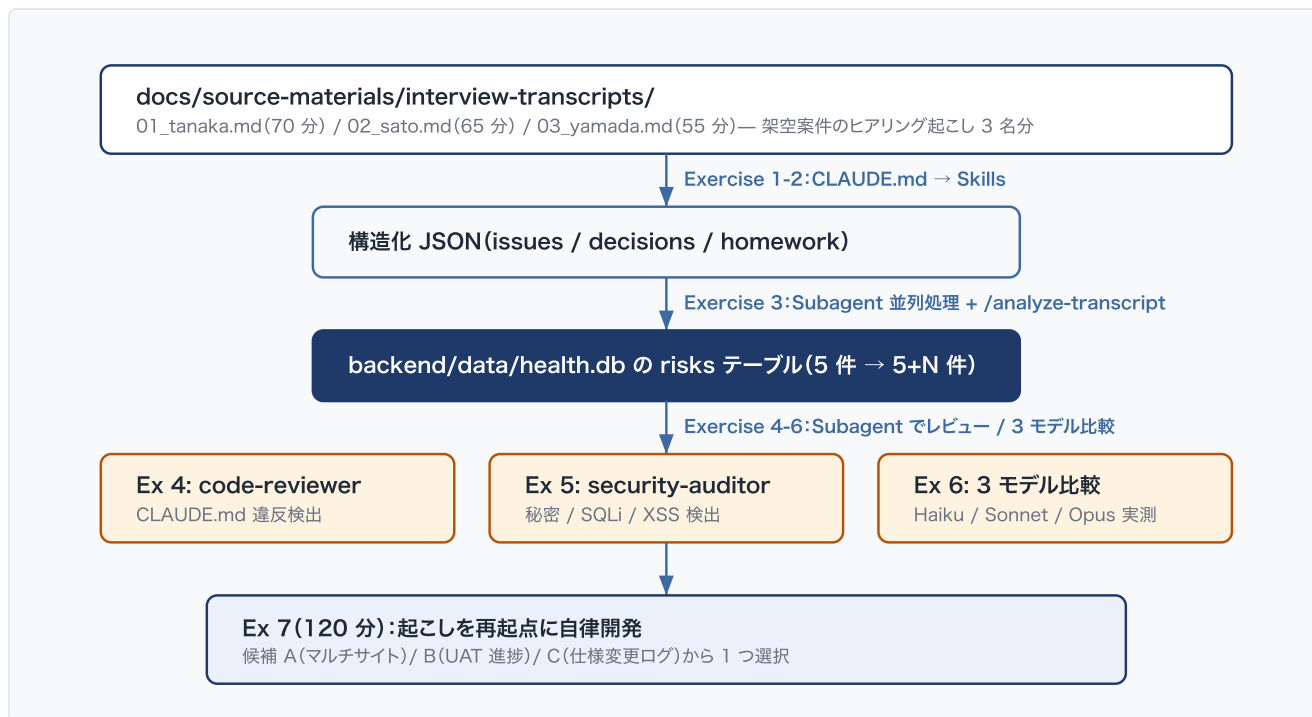 docs/source-materials/interview-transcripts/
01_tanaka.md（70 分） / 02_sato.md（65 分） / 03_yamada.md（55 分）— 架空案件のヒアリング起こし 3 名分
Exercise 1-2：CLAUDE.md → Skills
構造化 JSON（issues / decisions / homework）
Exercise 3：Subagent 並列処理 + /analyze-transcript
backend/data/health.db の risks テーブル（5 件 → 5+N 件）
Exercise 4-6：Subagent でレビュー / 3 モデル比較
Ex 4: code-reviewer
CLAUDE.md 違反検出
Ex 5: security-auditor
秘密 / SQLi / XSS 検出
Ex 6: 3 モデル比較
Haiku / Sonnet / Opus 実測
Ex 7（120 分）：起こしを再起点に自律開発
候補 A（マルチサイト）/ B（UAT 進捗）/ C（仕様変更ログ）から 1 つ選択